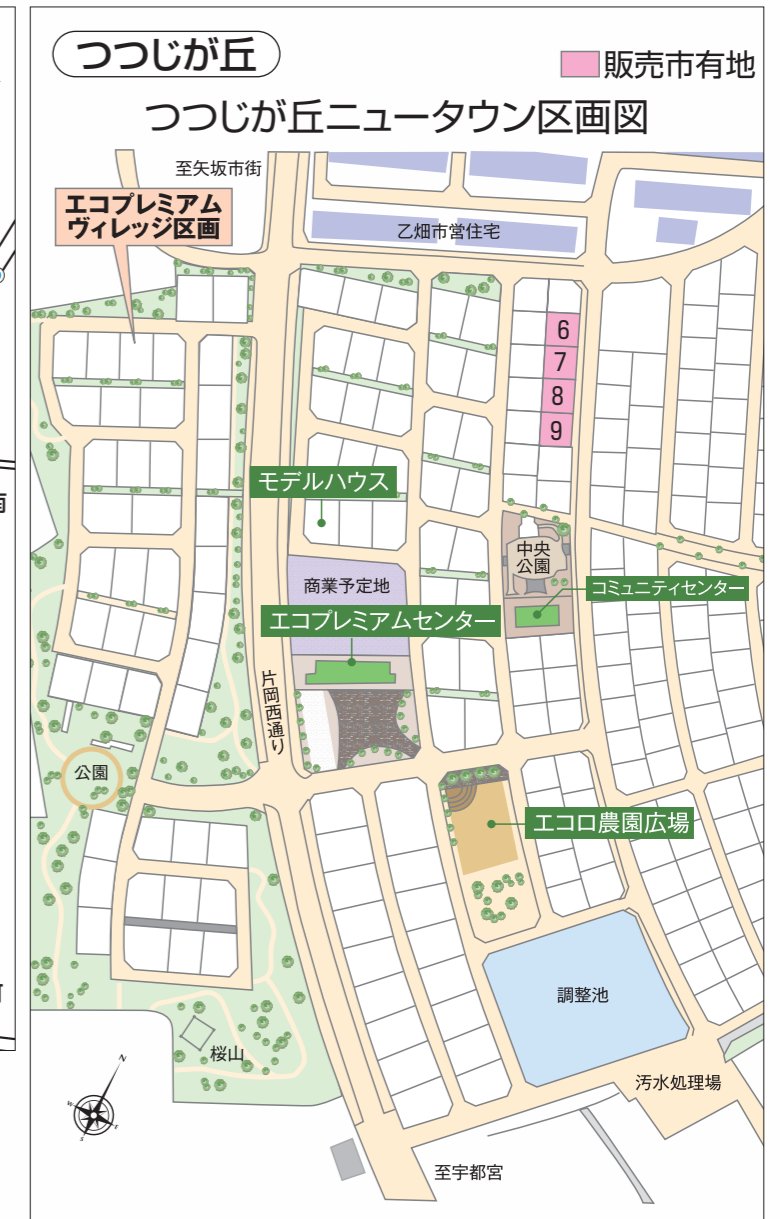 つつじが丘
販売市有地
つつじが丘ニュータウン区画図
至矢坂市街
エコプレミアム
ヴィレッジ区画
乙畑市営住宅
6
7
8
9
モデルハウス
中央
公園
商業予定地
コミュニティセンター
エコプレミアムセンター
片岡西通り
公園
エコロ農園広場
調整池
桜山
汚水処理場
至宇都宮
N
W
E
S